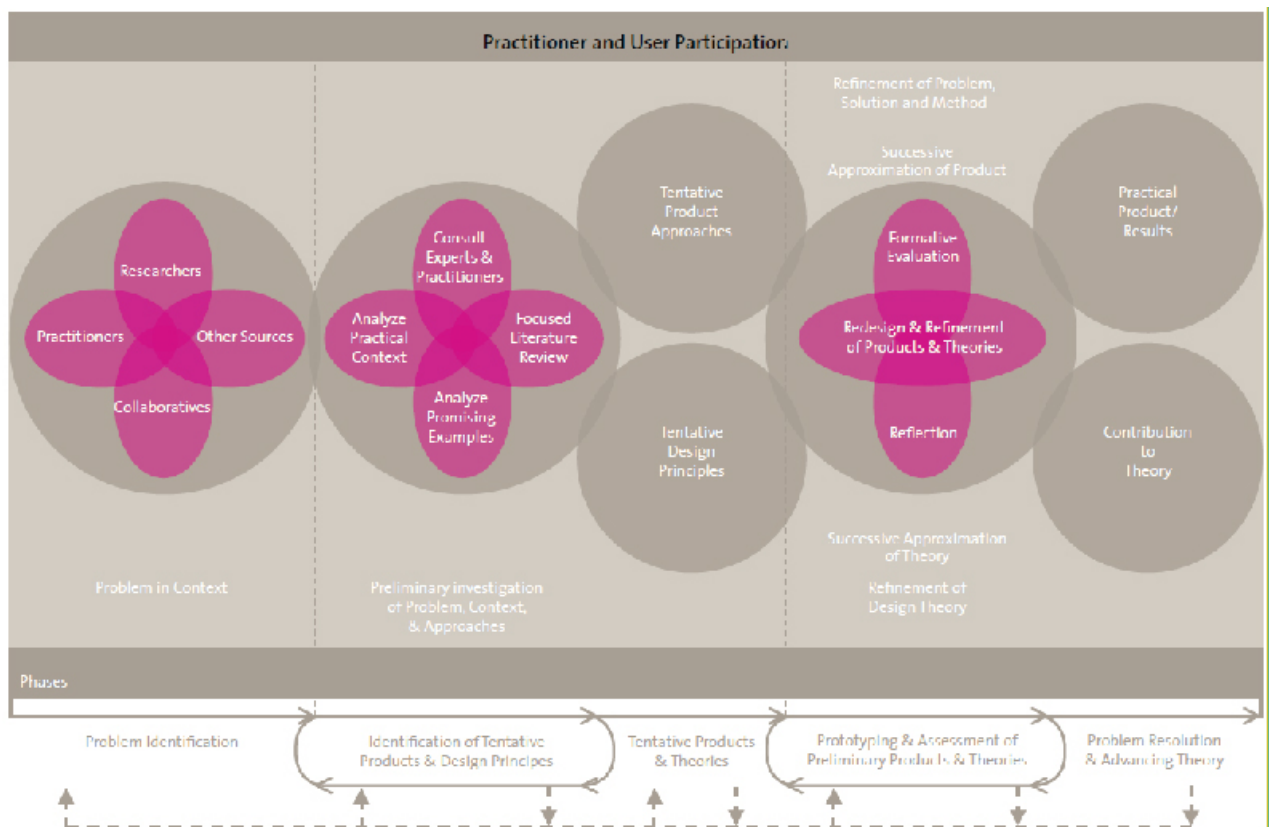 Practitioner and User Participation
Refinement of Problem,
Solution and Method
Successive
Approximation of Product
Researchers
Practitioners
Other Sources
Collaboratives
Problem in Context
Consult
Experts &
Practitioners
Analyze
Practical
Context
Focused
Literature
Review
Analyze
Promising
Examples
Preliminary investigation
of Problem, Context,
& Approaches
Tentative
Product
Approaches
Tentative
Design
Principles
Formative
Evaluation
Redesign & Refinement
of Products & Theories
Reflection
Successive Approximation
of Theory
Refinement of
Design Theory
Practical
Product/
Results
Contribution
to
Theory
Phases
Problem Identification
Identification of Tentative
Products & Design Principes
Tentative Products
& Theories
Prototyping & Assessment of
Preliminary Products & Theories
Problem Resolution
& Advancing Theory